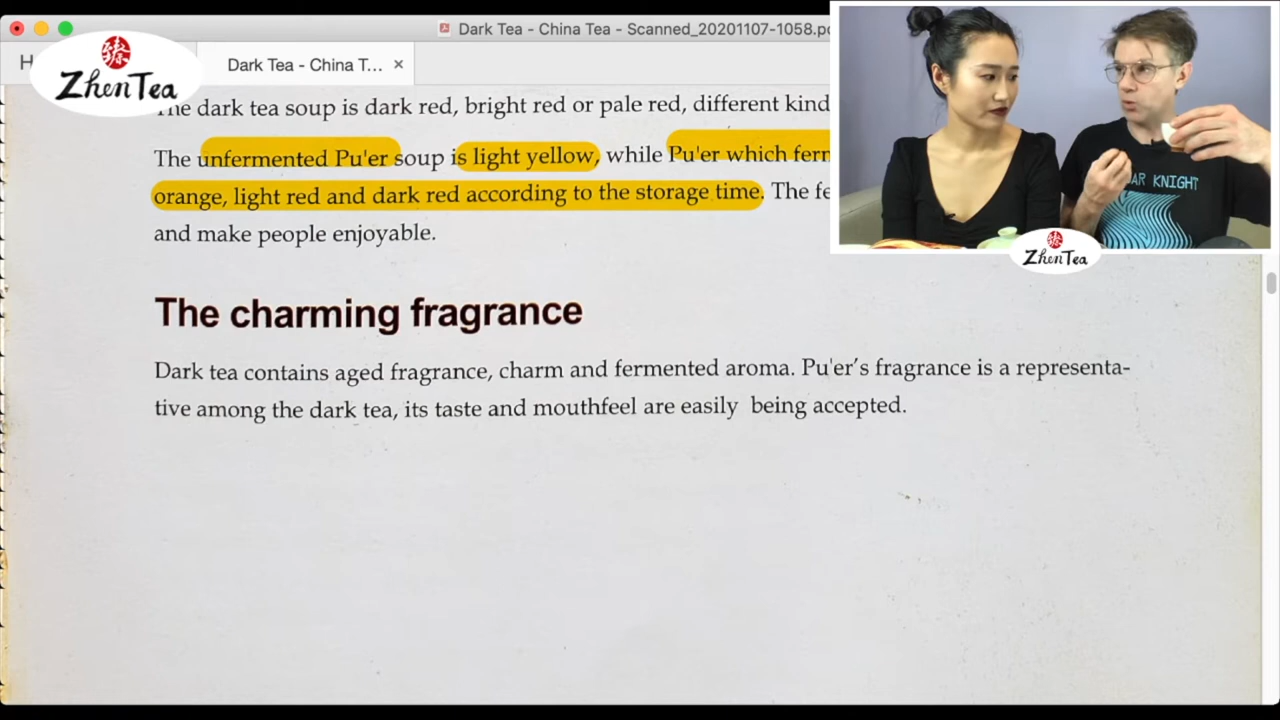 Dark Tea - China Tea - Scanned_20201107-1058.p
臻
ZhenTea
Dark Tea - China T... ×
The dark tea soup is dark red, bright red or pale red, different kind
The unfermented Pu'er soup is light yellow, while Pu'er which ferm
orange, light red and dark red according to the storage time. The fe
and make people enjoyable.
The charming fragrance
Dark tea contains aged fragrance, charm and fermented aroma. Pu'er's fragrance is a representa-
tive among the dark tea, its taste and mouthfeel are easily being accepted.
AR KNIGHT
臻
ZhenTea